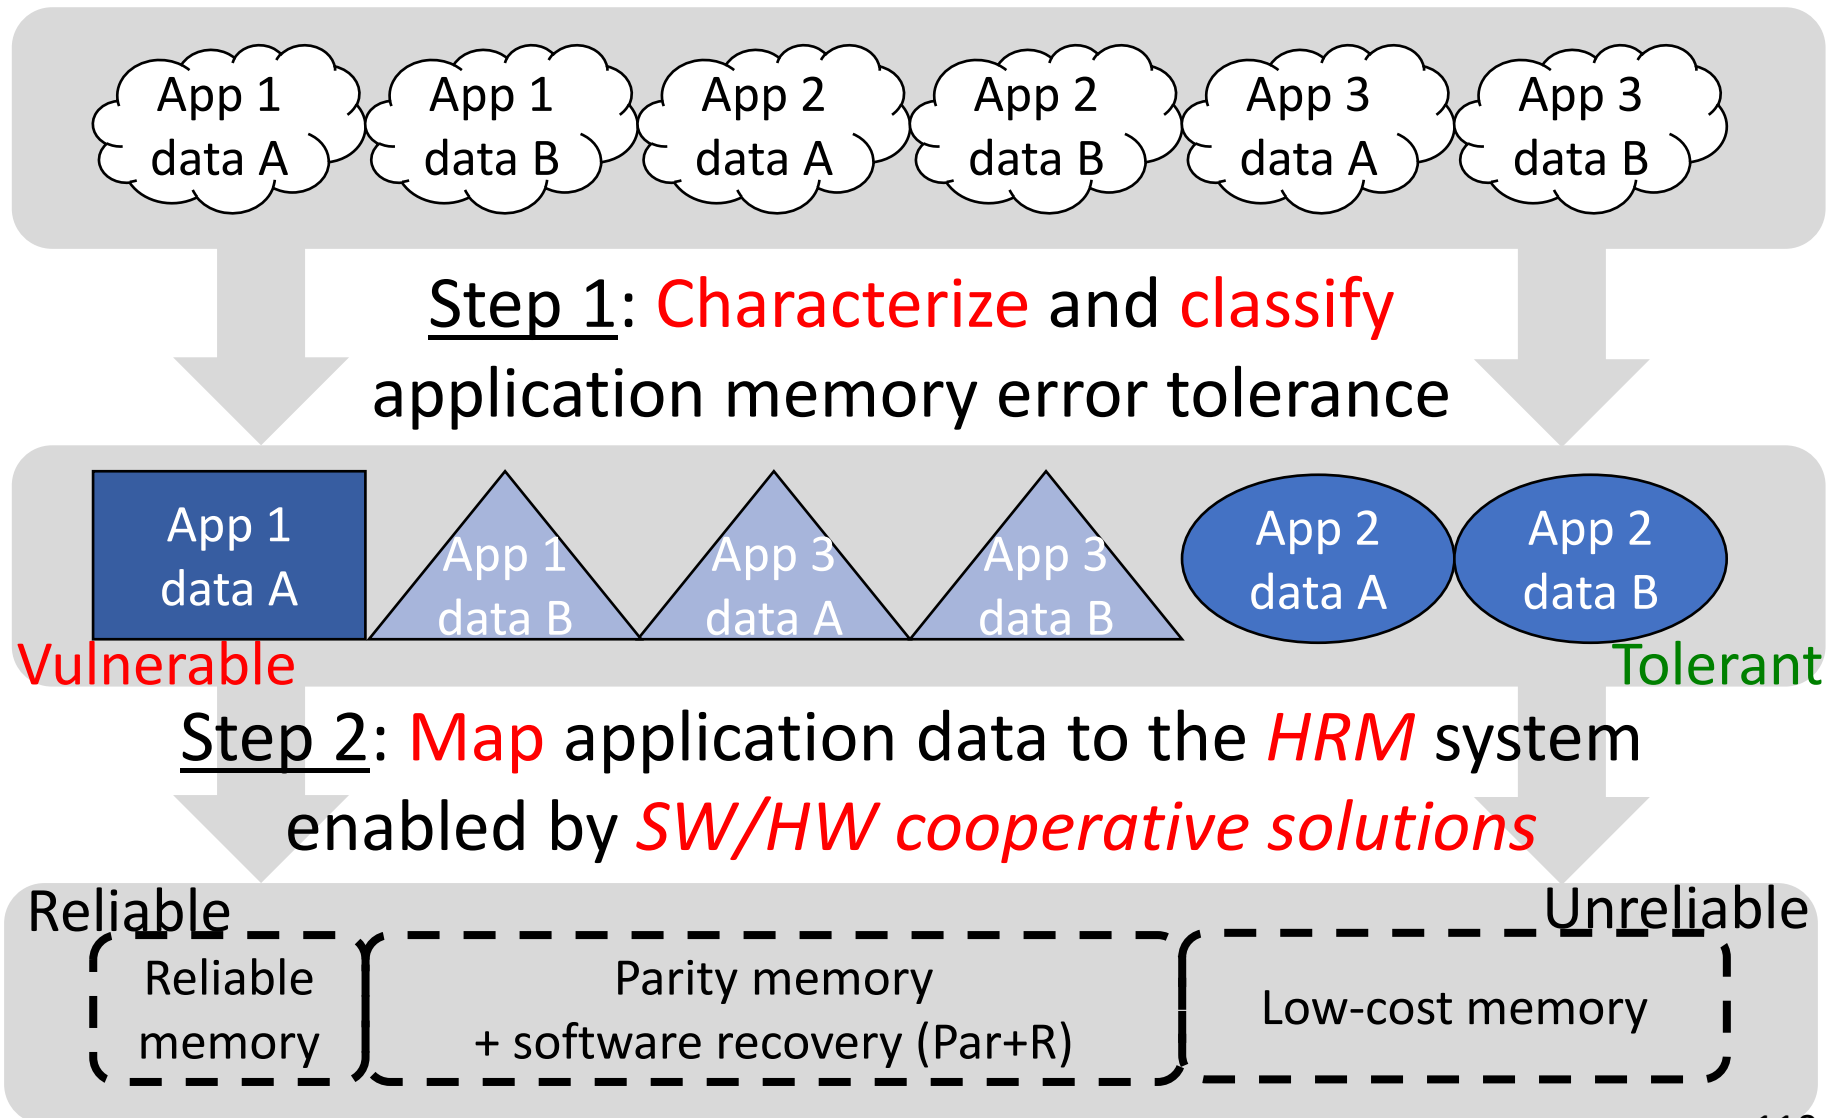 App 1
data A
App 1
data B
App 2
data A
App 2
data B
App 3
data A
App 3
data B
Step 1: Characterize and classify
application memory error tolerance
App 1
data A
App 1
data B
App 3
data A
App 3
data B
App 2
data A
App 2
data B
Vulnerable
Tolerant
Step 2: Map application data to the HRM system
enabled by SW/HW cooperative solutions
Reliable
Unreliable
Reliable
memory
Parity memory
+ software recovery (Par+R)
Low-cost memory